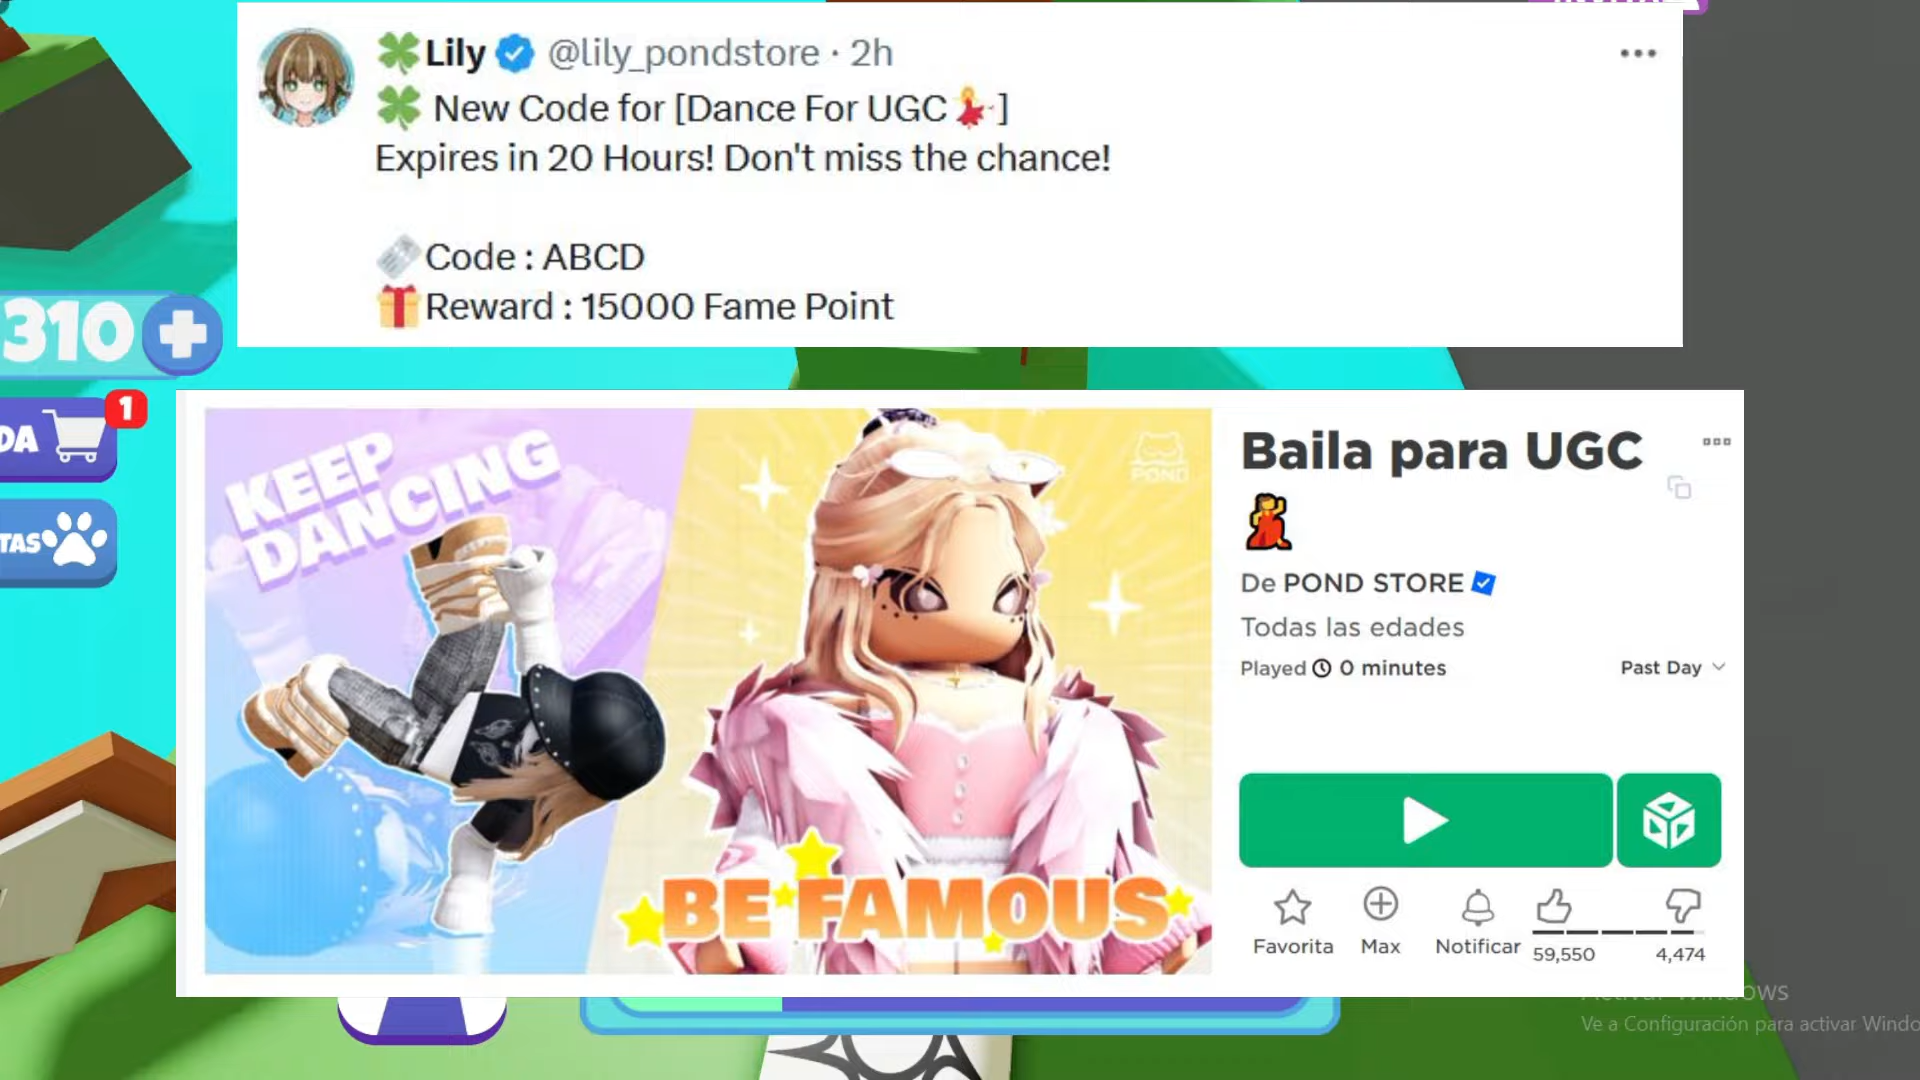 🍀Lily @lily_pondstore · 2h
🍀 New Code for [Dance For UGC💃]
Expires in 20 Hours! Don't miss the chance!
Code : ABCD
🎁Reward : 15000 Fame Point
310
DA
1
TAS
KEEP
DANCING
POND
BE FAMOUS
Baila para UGC
💃
De POND STORE
Todas las edades
Played 0 minutes
Past Day
Favorita
Max
Notificar
59,550
4,474
Activar Windows
Ve a Configuración para activar Windo